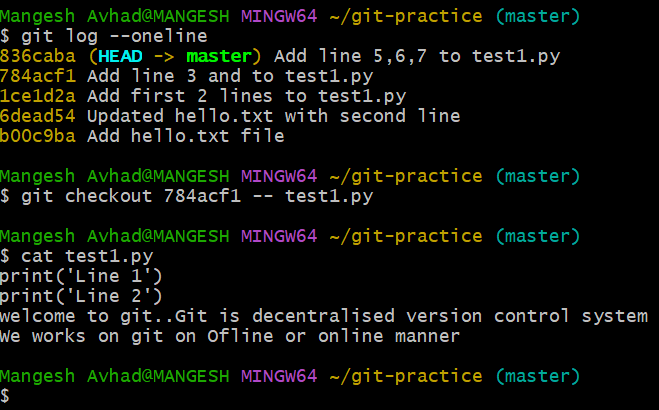 Mangesh Avhad@MANGESH MINGW64 ~/git-practice (master)
$ git log --oneline
836caba (HEAD -> master) Add line 5,6,7 to test1.py
784acf1 Add line 3 and to test1.py
1ce1d2a Add first 2 lines to test1.py
6dead54 Updated hello.txt with second line
b00c9ba Add hello.txt file
Mangesh Avhad@MANGESH MINGW64 ~/git-practice (master)
$ git checkout 784acf1 -- test1.py
Mangesh Avhad@MANGESH MINGW64 ~/git-practice (master)
$ cat test1.py
print('Line 1')
print('Line 2')
welcome to git..Git is decentralised version control system
We works on git on Ofline or online manner
Mangesh Avhad@MANGESH MINGW64 ~/git-practice (master)
$